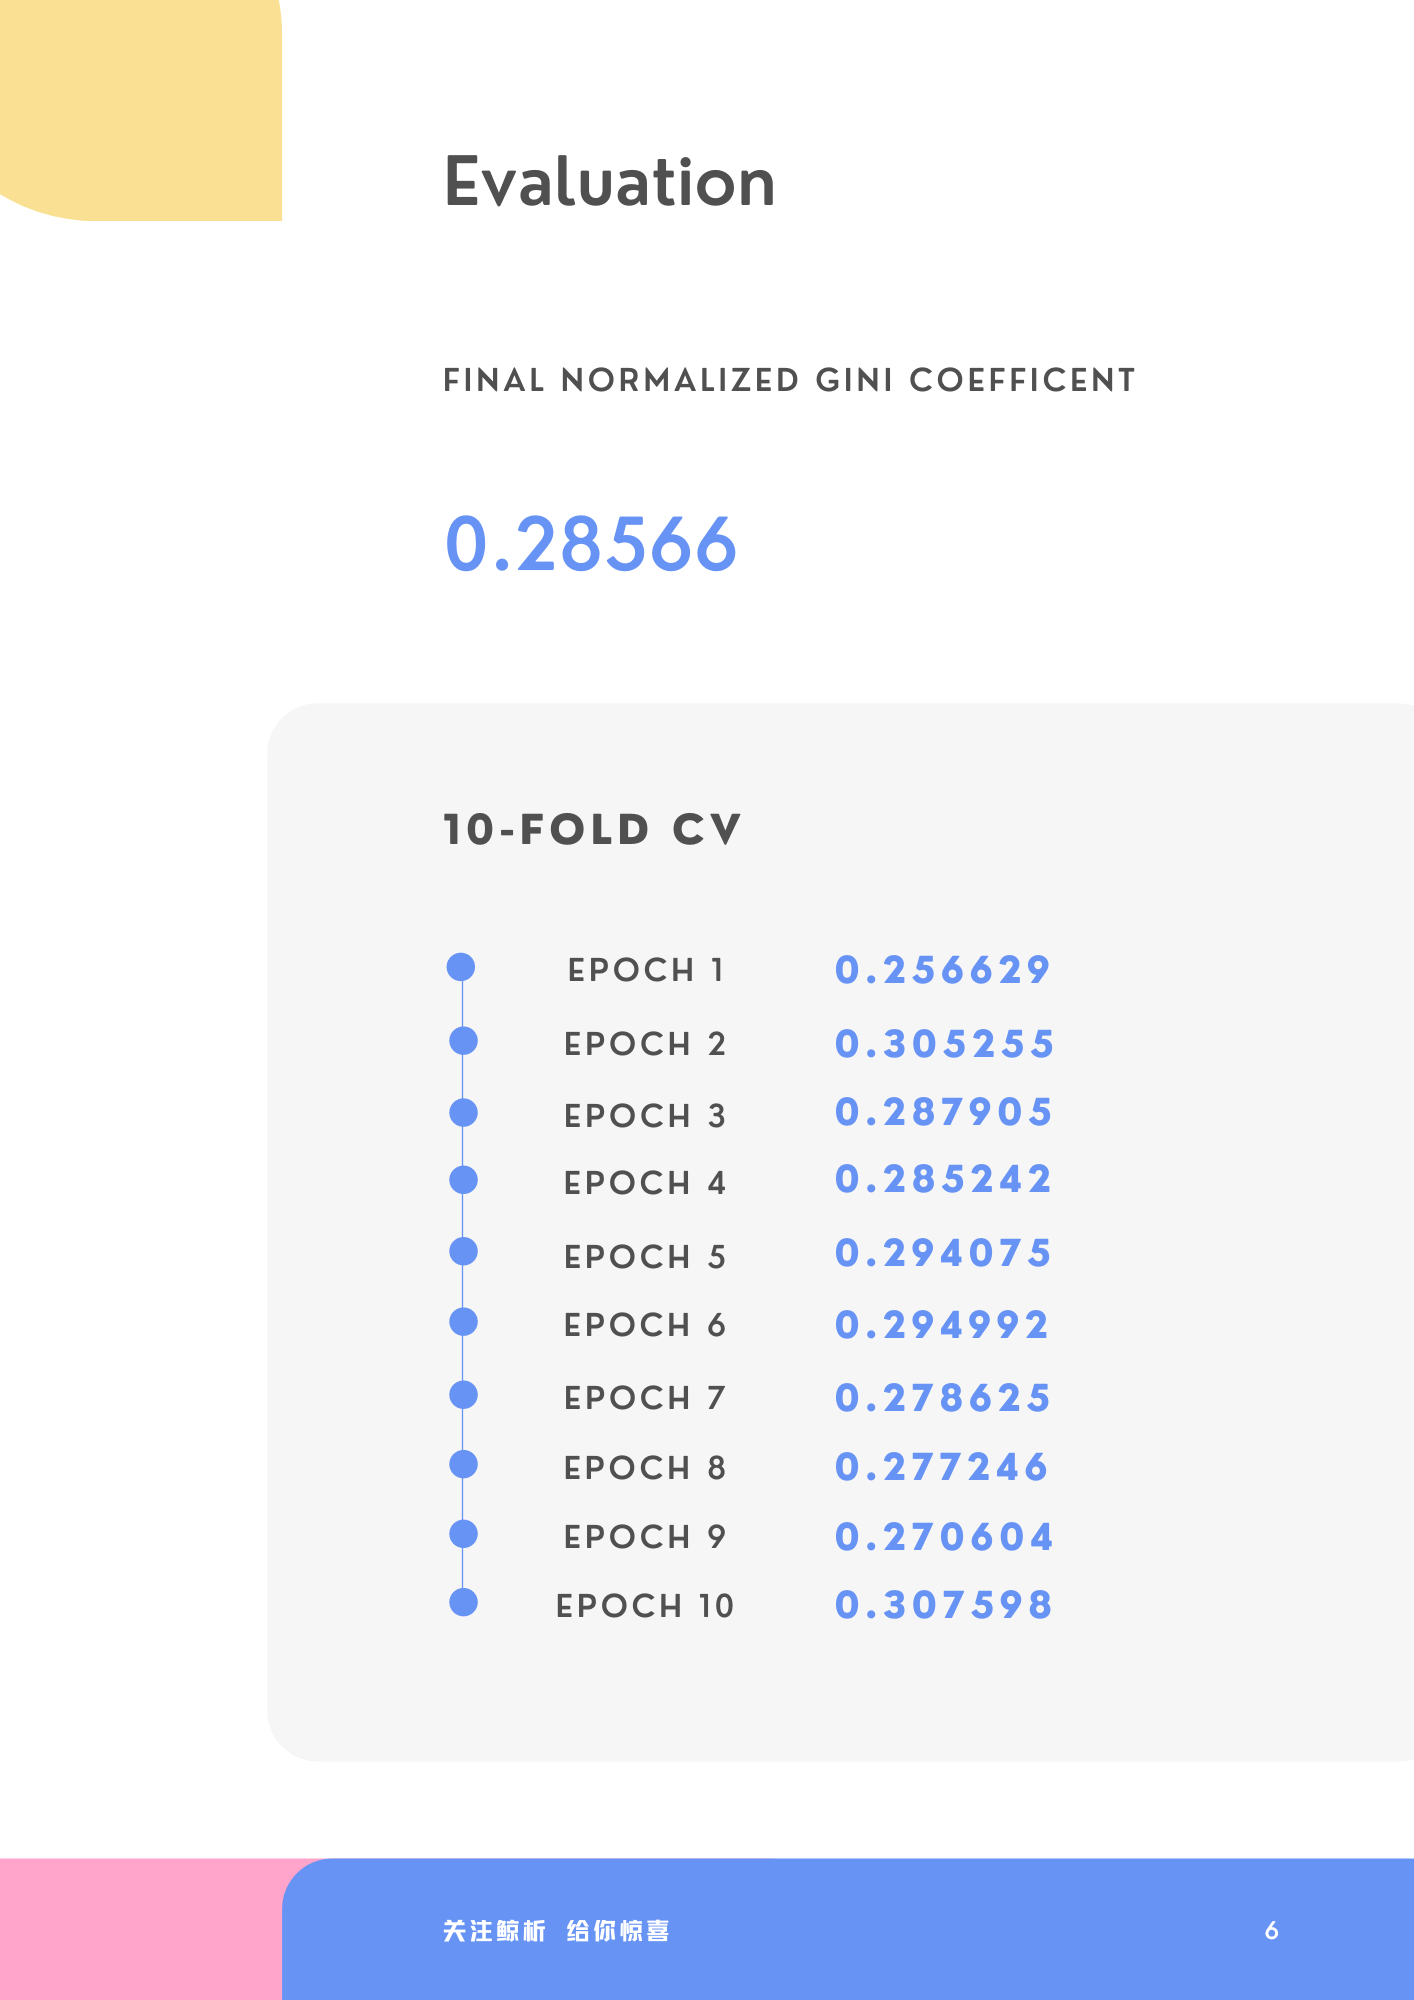 Evaluation
FINAL NORMALIZED GINI COEFFICENT
0.28566
10-FOLD CV
EPOCH 1 0.256629
EPOCH 2 0.305255
EPOCH 3 0.287905
EPOCH 4 0.285242
EPOCH 5 0.294075
EPOCH 6 0.294992
EPOCH 7 0.278625
EPOCH 8 0.277246
EPOCH 9 0.270604
EPOCH 10 0.307598
关注鲸析 给你惊喜 6